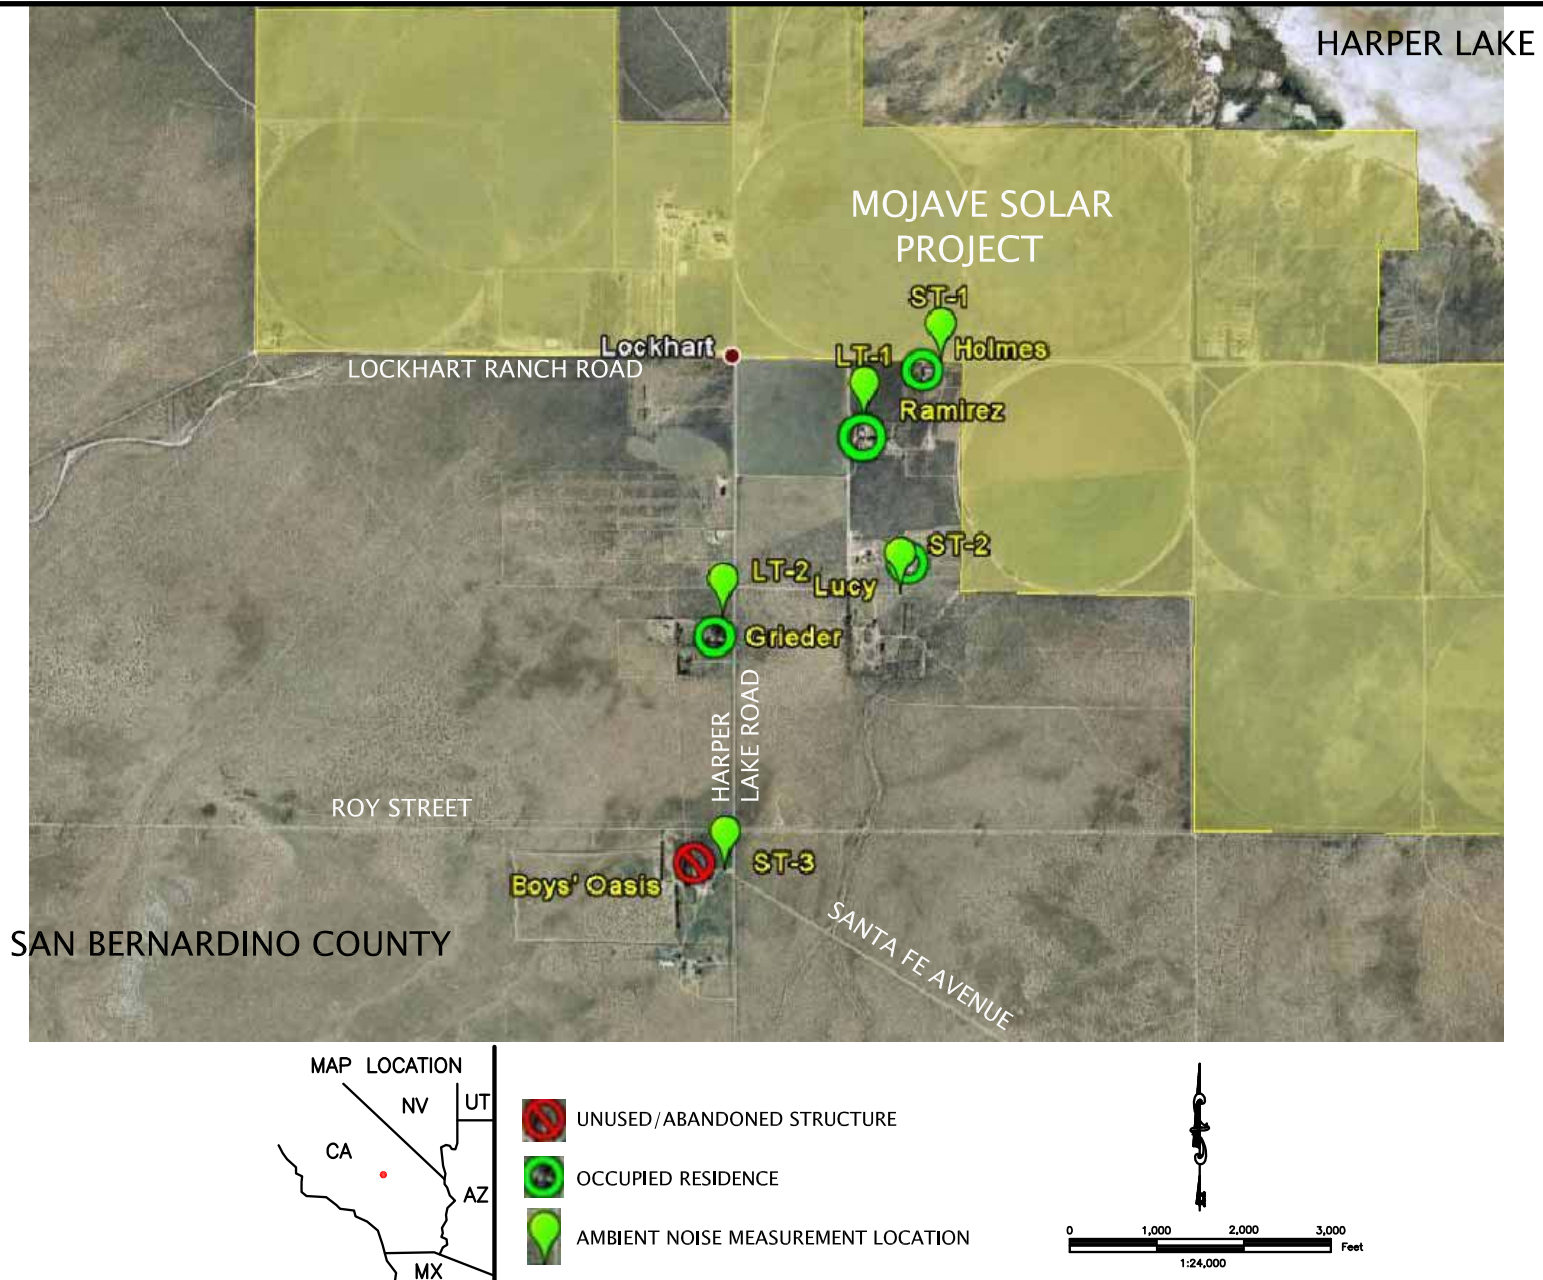 HARPER LAKE
MOJAVE SOLAR
PROJECT
ST-1
Lockhart
Holmes
LT-1
LOCKHART RANCH ROAD
Ramirez
ST-2
LT-2
Lucy
Grieder
HARPER
LAKE ROAD
ROY STREET
ST-3
Boys' Oasis
SANTA FE AVENUE
SAN BERNARDINO COUNTY
MAP LOCATION
NV
UT
CA
AZ
MX
UNUSED/ABANDONED STRUCTURE
OCCUPIED RESIDENCE
AMBIENT NOISE MEASUREMENT LOCATION
0 1,000 2,000 3,000
Feet
1:24,000